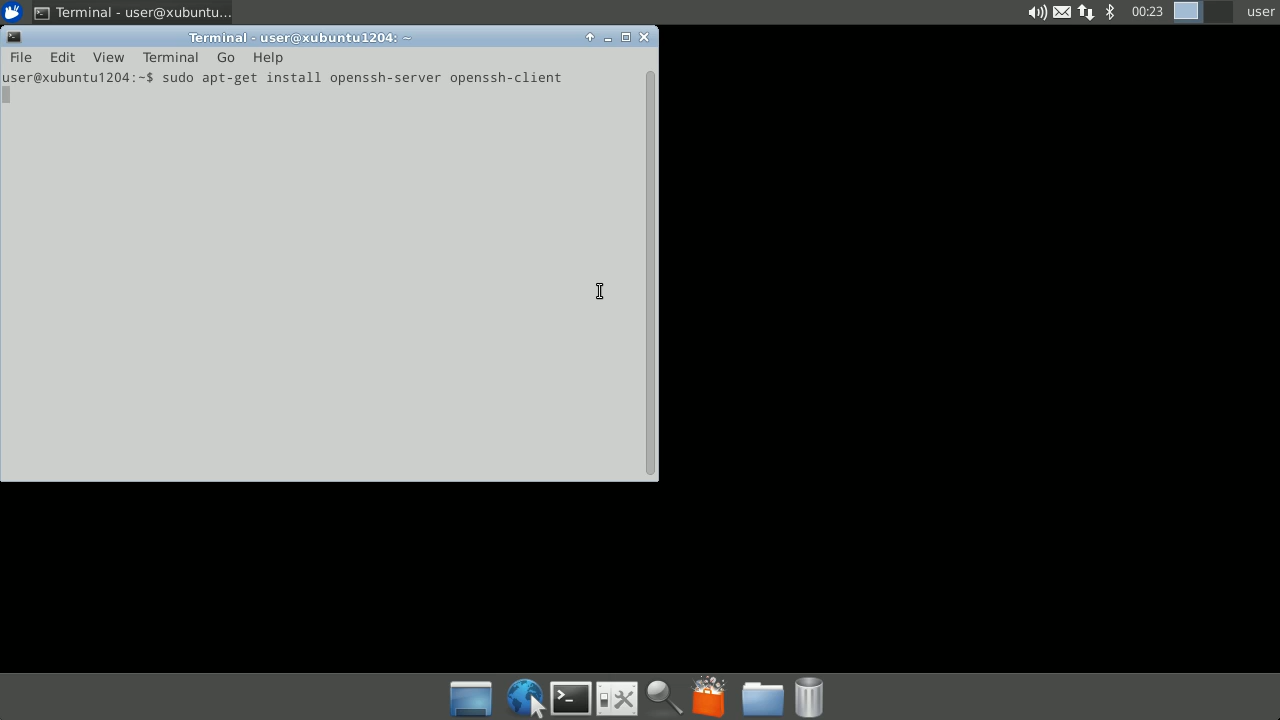 Terminal - user@xubuntu...
00:23
user
Terminal - user@xubuntu1204: ~
File Edit View Terminal Go Help
user@xubuntu1204:~$ sudo apt-get install openssh-server openssh-client